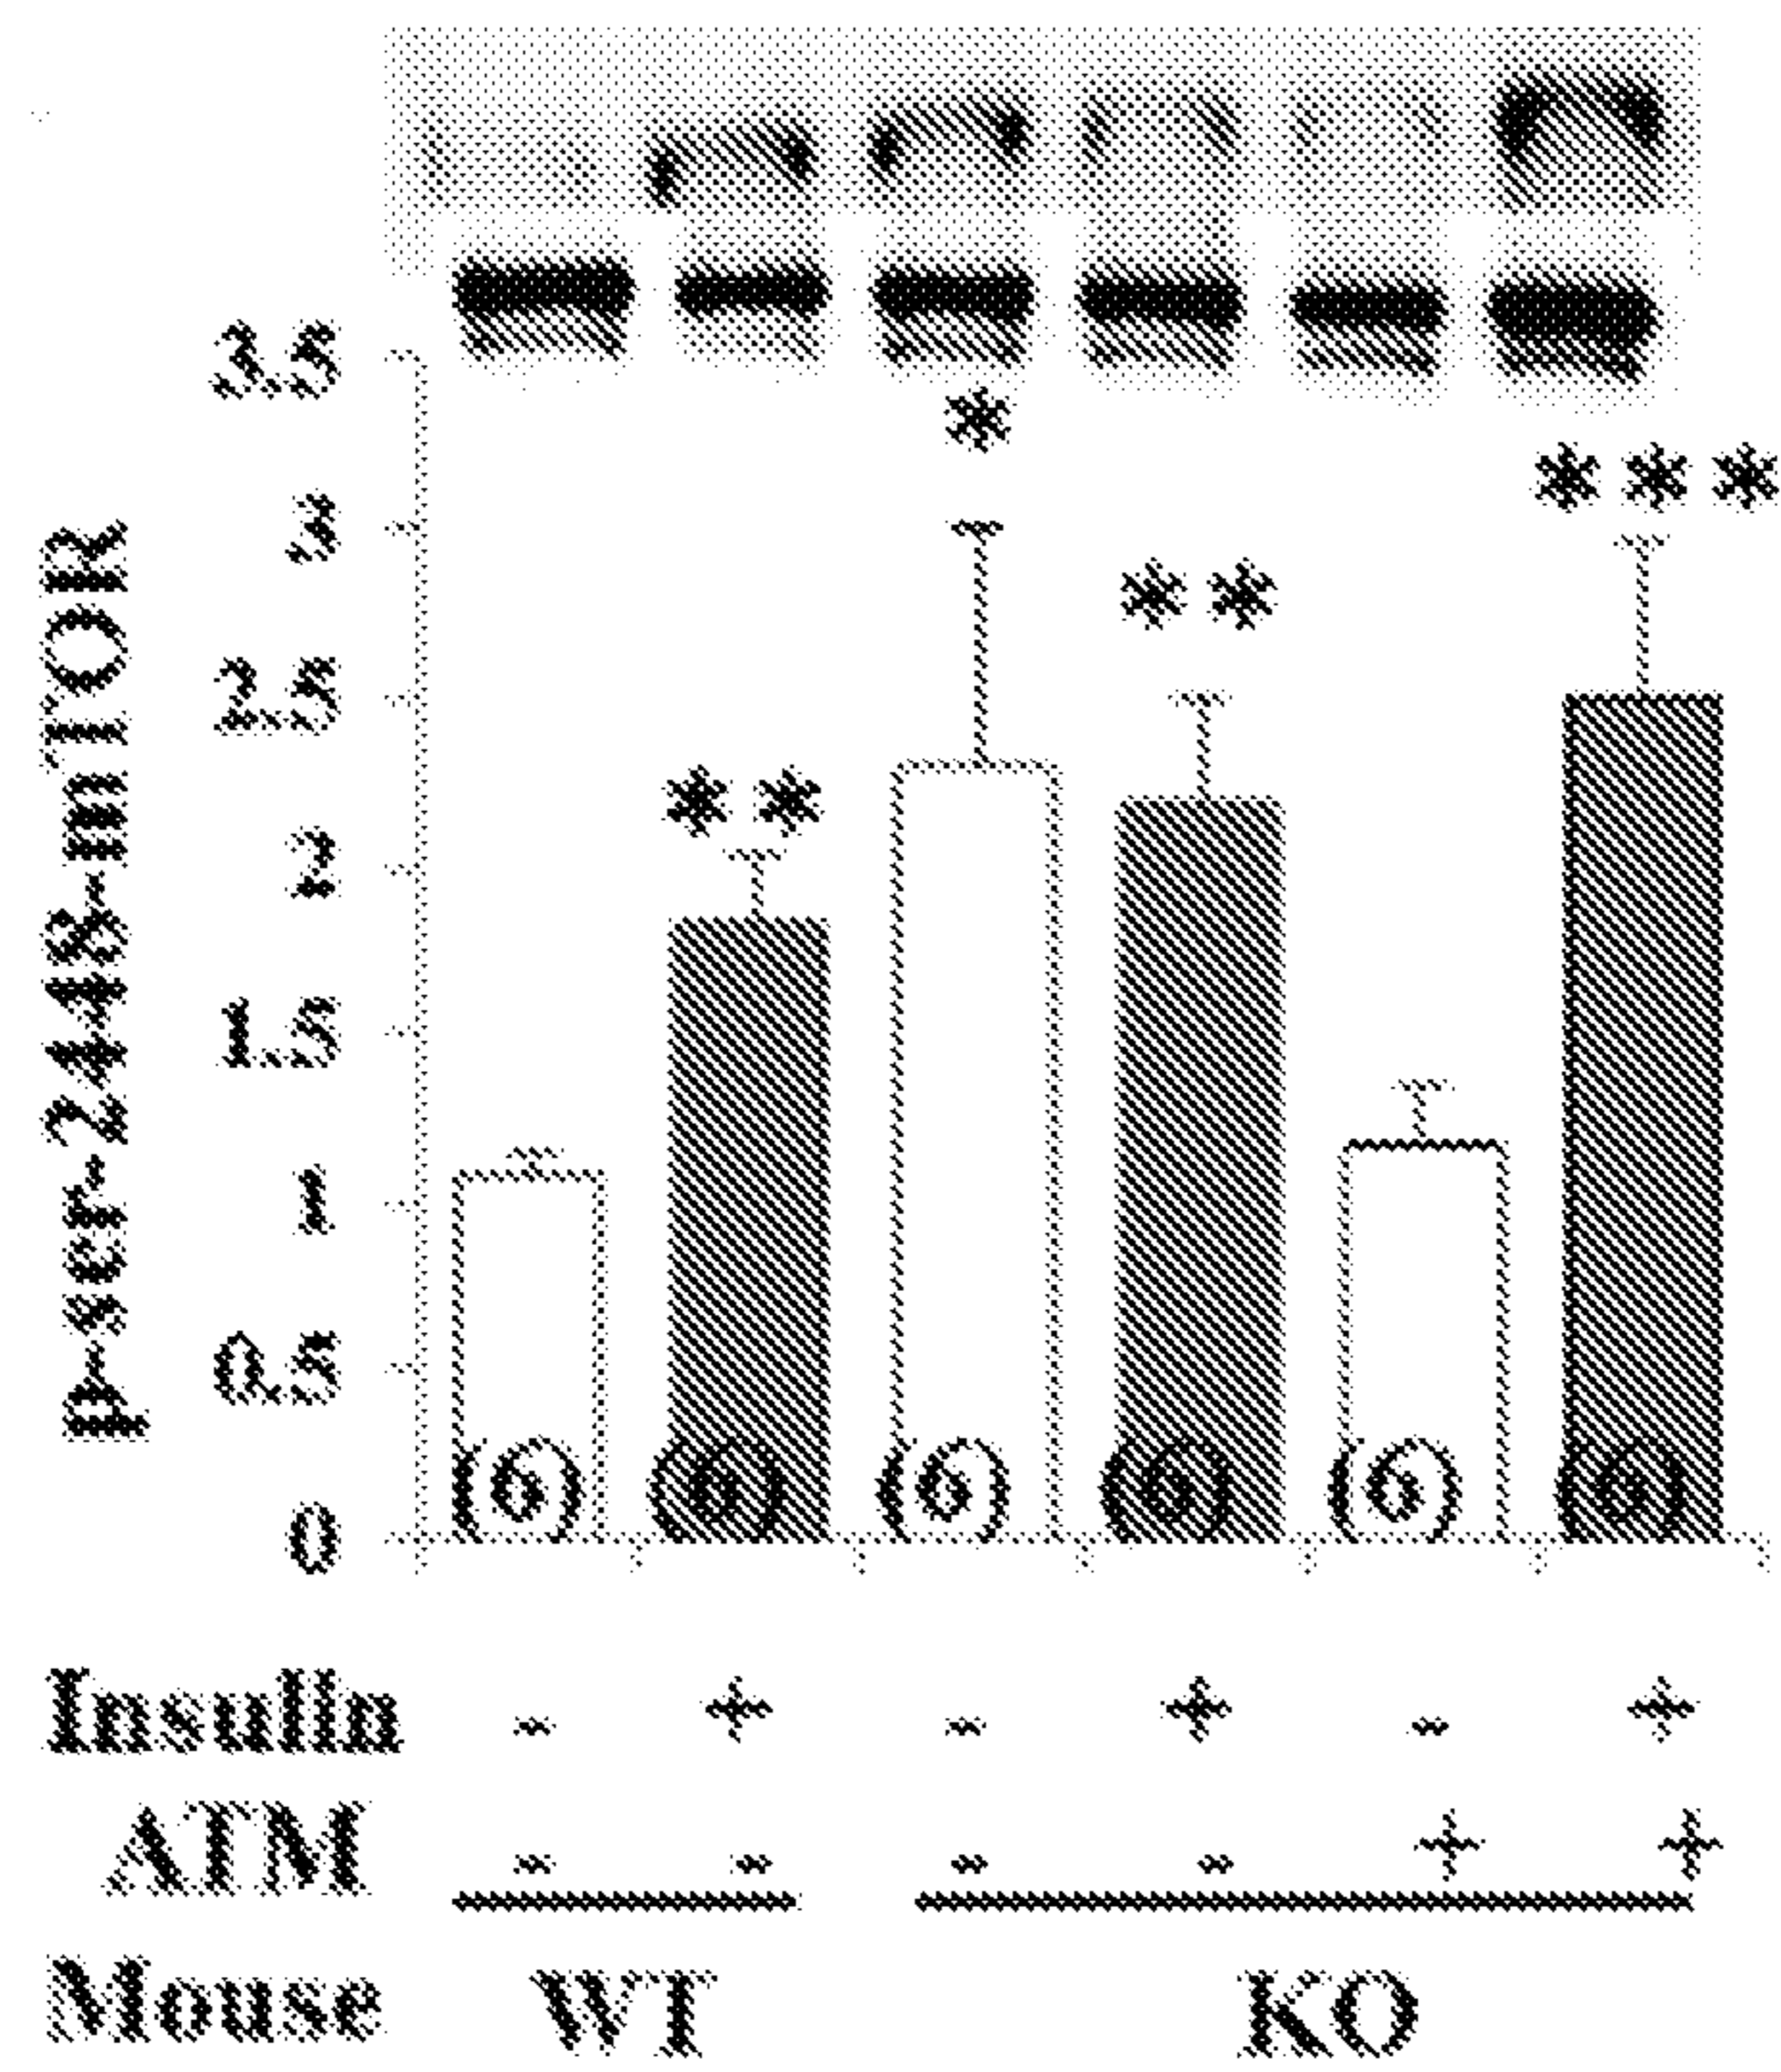 p-ser-2448-mTOR
3.5
*
* * *
3
* *
2.5
* *
2
1.5
1
0.5
(6) (6) (6) (6) (6) (6)
0
Insulin - + - + - +
ATM - - - - + +
Mouse WT KO